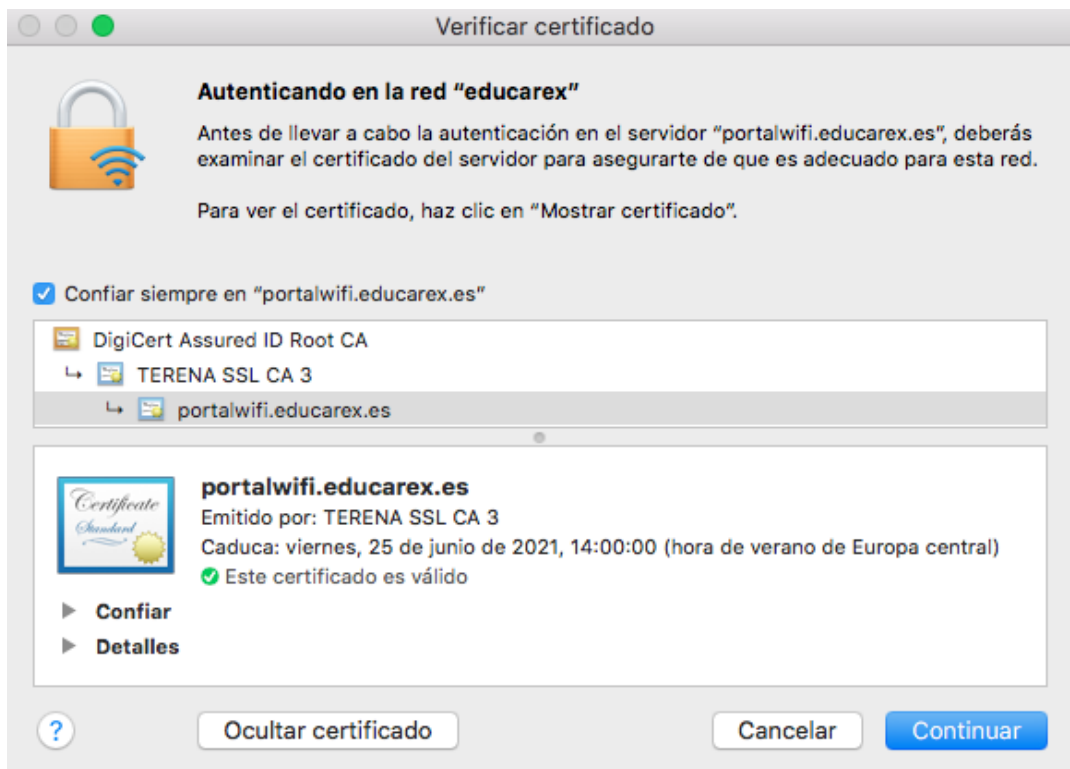 Verificar certificado
Autenticando en la red “educarex”
Antes de llevar a cabo la autenticación en el servidor “portalwifi.educarex.es”, deberás
examinar el certificado del servidor para asegurarte de que es adecuado para esta red.
Para ver el certificado, haz clic en “Mostrar certificado”.
Confiar siempre en “portalwifi.educarex.es”
DigiCert Assured ID Root CA
TERENA SSL CA 3
portalwifi.educarex.es
Certificate
Standard
portalwifi.educarex.es
Emitido por: TERENA SSL CA 3
Caduca: viernes, 25 de junio de 2021, 14:00:00 (hora de verano de Europa central)
Este certificado es válido
Confiar
Detalles
?
Ocultar certificado
Cancelar
Continuar